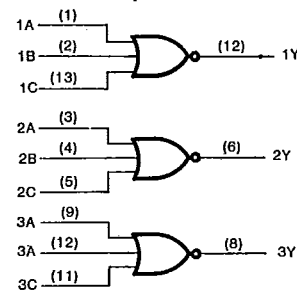 1A (1)
1B (2) (12) 1Y
1C (13)
2A (3)
2B (4) (6) 2Y
2C (5)
3A (9)
3A (12) (8) 3Y
3C (11)